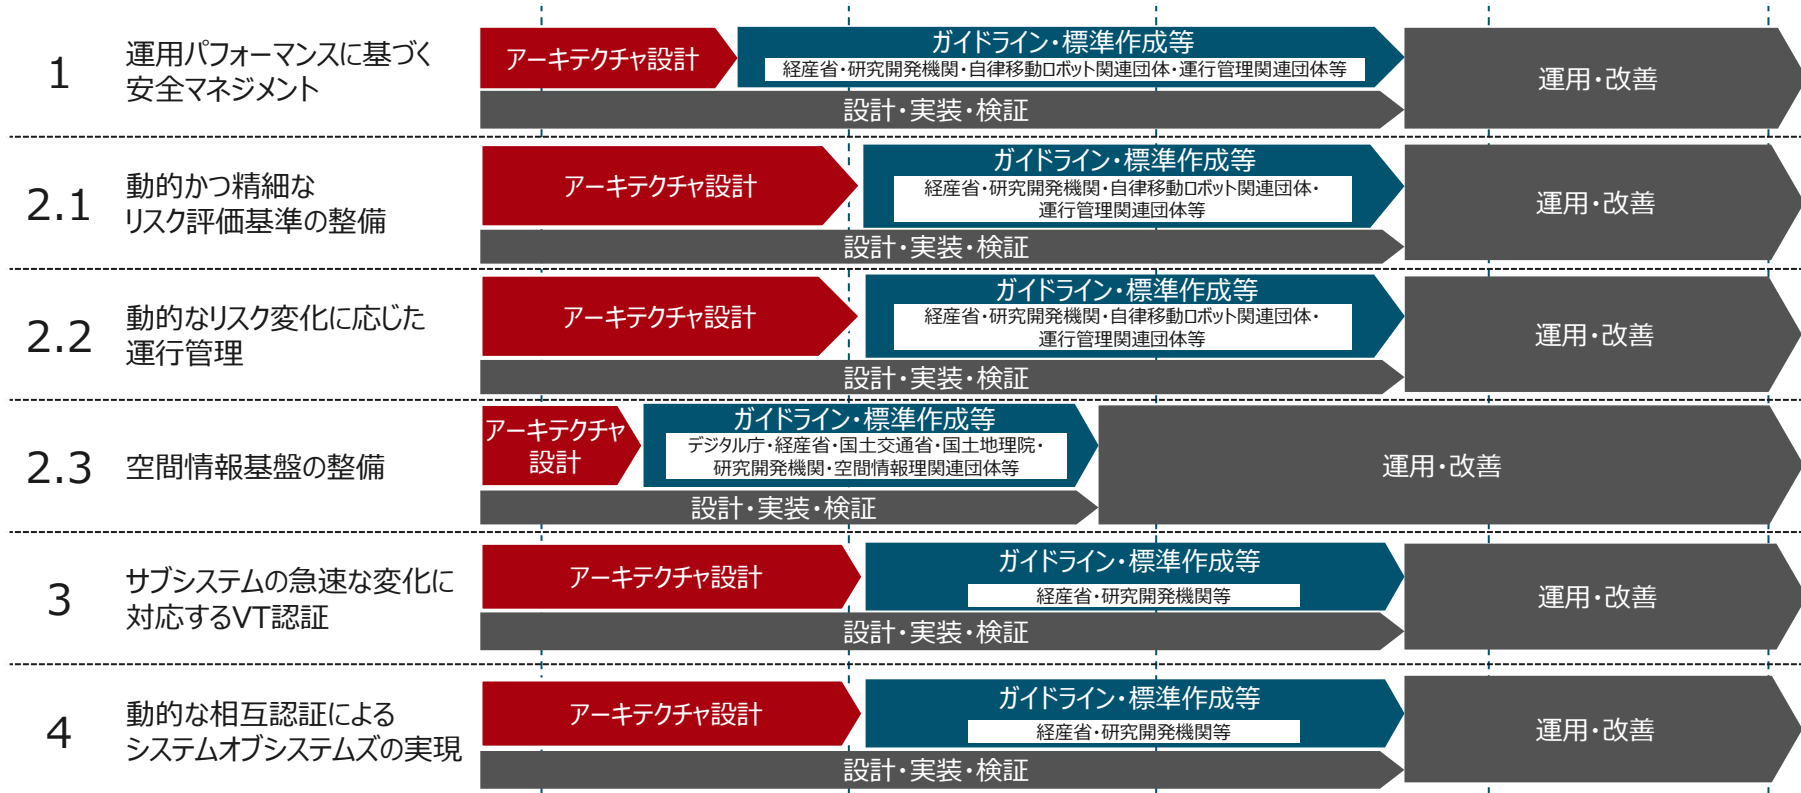 1
運用パフォーマンスに基づく
安全マネジメント
アーキテクチャ設計
ガイドライン・標準作成等
経産省・研究開発機関・自律移動ロボット関連団体・運行管理関連団体等
設計・実装・検証
運用・改善
2.1
動的かつ精細な
リスク評価基準の整備
アーキテクチャ設計
ガイドライン・標準作成等
経産省・研究開発機関・自律移動ロボット関連団体・
運行管理関連団体等
設計・実装・検証
運用・改善
2.2
動的なリスク変化に応じた
運行管理
アーキテクチャ設計
ガイドライン・標準作成等
経産省・研究開発機関・自律移動ロボット関連団体・
運行管理関連団体等
設計・実装・検証
運用・改善
2.3
空間情報基盤の整備
アーキテクチャ
設計
ガイドライン・標準作成等
デジタル庁・経産省・国土交通省・国土地理院・
研究開発機関・空間情報理関連団体等
設計・実装・検証
運用・改善
3
サブシステムの急速な変化に
対応するVT認証
アーキテクチャ設計
ガイドライン・標準作成等
経産省・研究開発機関等
設計・実装・検証
運用・改善
4
動的な相互認証による
システムオブシステムズの実現
アーキテクチャ設計
ガイドライン・標準作成等
経産省・研究開発機関等
設計・実装・検証
運用・改善